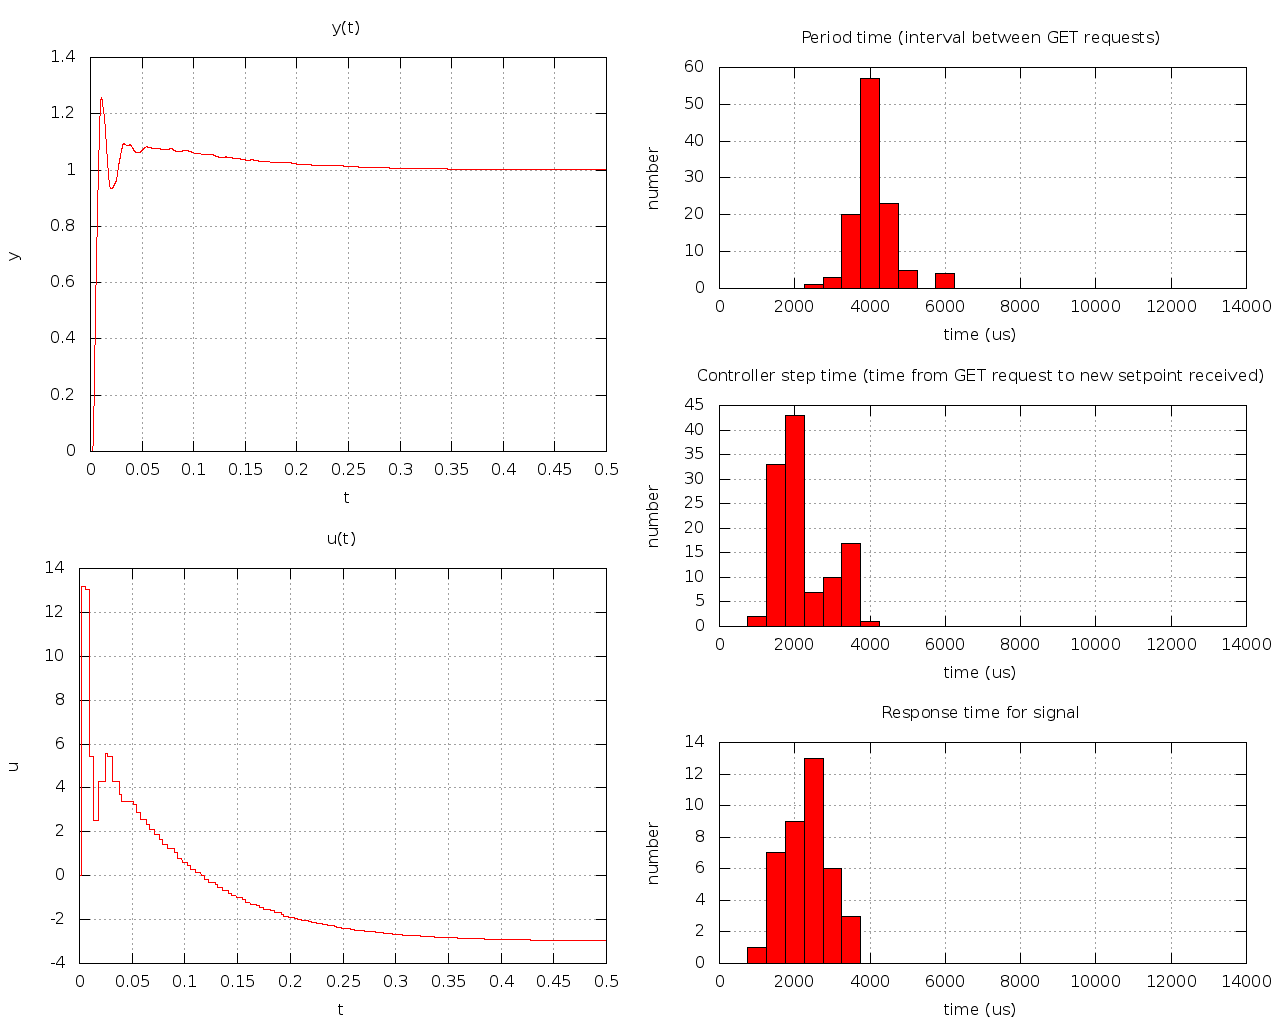 y(t)
1.4
1.2
1
0.8
0.6
0.4
0.2
0
y
0 0.05 0.1 0.15 0.2 0.25 0.3 0.35 0.4 0.45 0.5
t
u(t)
14
12
10
8
6
4
2
0
-2
-4
u
0 0.05 0.1 0.15 0.2 0.25 0.3 0.35 0.4 0.45 0.5
t
Period time (interval between GET requests)
60
50
40
30
20
10
0
number
0 2000 4000 6000 8000 10000 12000 14000
time (us)
Controller step time (time from GET request to new setpoint received)
45
40
35
30
25
20
15
10
5
0
number
0 2000 4000 6000 8000 10000 12000 14000
time (us)
Response time for signal
14
12
10
8
6
4
2
0
number
0 2000 4000 6000 8000 10000 12000 14000
time (us)